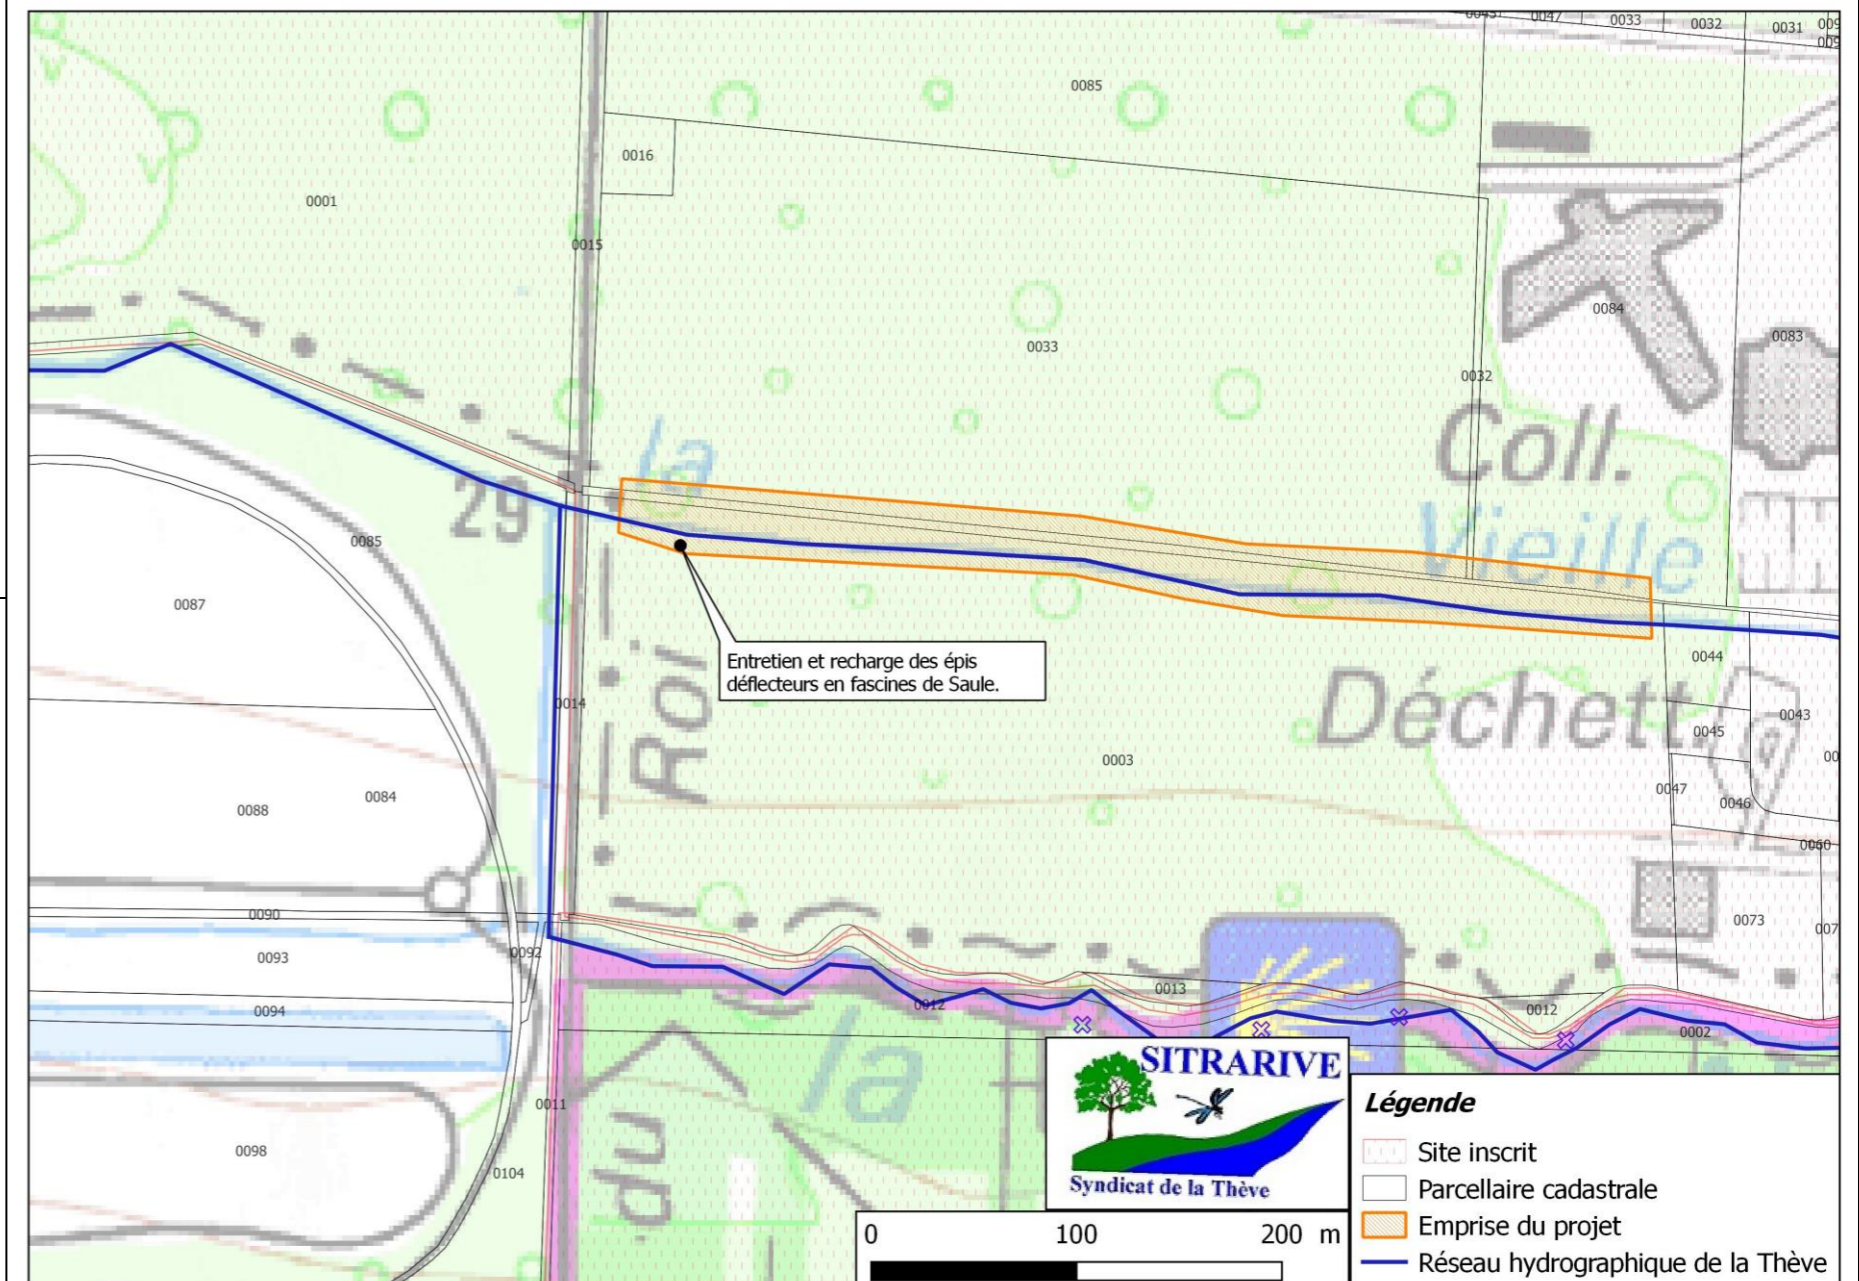 0045 0047 0033 0032 0031
0085
0016
0001
0015
0084
0083
0033
0032
la
Coll.
29
Vieille
0085
0087
Entretien et recharge des épis
déflecteurs en fascines de Saule.
0044
0014
Roi
Déchett.
0043
0045
0003
0084
0088
0047
0046
0060
0090
0073
0092
0093
0013
0012
0012
0094
0002
la
du
0011
0098
0104
SITRARIVE
Syndicat de la Thève
Légende
Site inscrit
Parcellaire cadastrale
Emprise du projet
Réseau hydrographique de la Thève
0 100 200 m